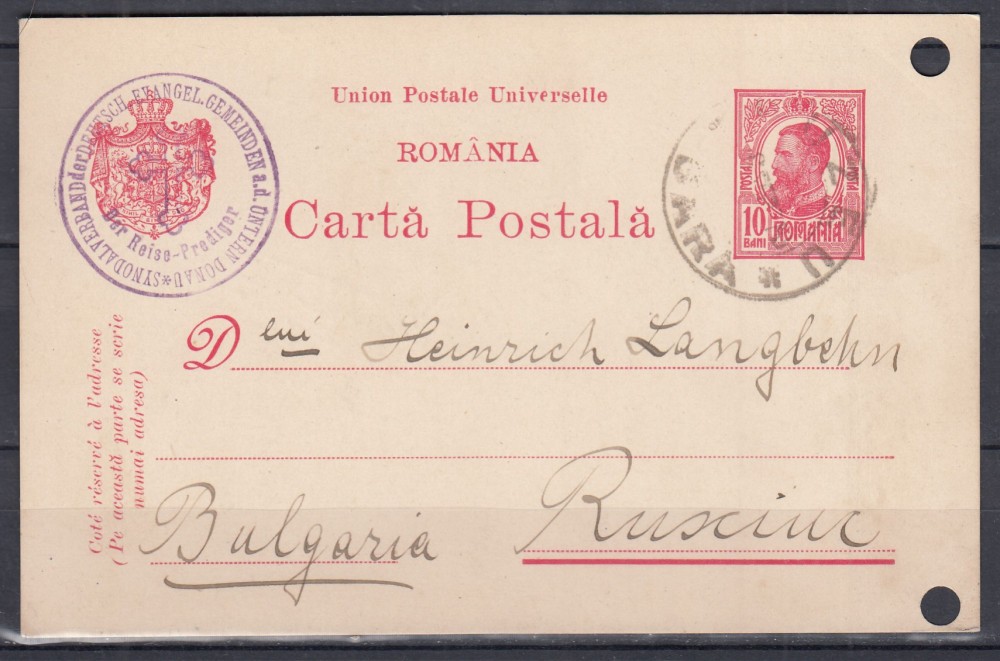 SYNODALVERBAND der DEUTSCH. EVANGEL. GEMEINDEN a.d. UNTERN DONAU *
Der Reise-Prediger
Union Postale Universelle
ROMÂNIA
Cartă Postală
POSTA
10
BANI
ROMANIA
GARA *
Dlui Heinrich Langbehn
Rusciuc
Bulgaria
Coté réservé à l'adresse
(Pe această parte se scrie
numai adresa)